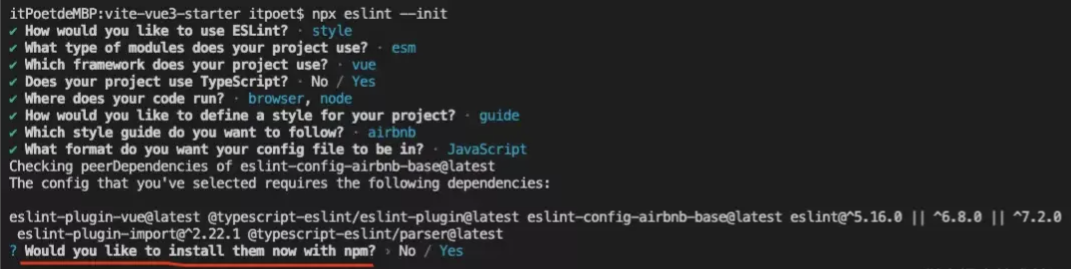 itPoetdeMBP:vite-vue3-starter itpoet$ npx eslint --init
✔ How would you like to use ESLint? · style
✔ What type of modules does your project use? · esm
✔ Which framework does your project use? · vue
✔ Does your project use TypeScript? · No / Yes
✔ Where does your code run? · browser, node
✔ How would you like to define a style for your project? · guide
✔ Which style guide do you want to follow? · airbnb
✔ What format do you want your config file to be in? · JavaScript
Checking peerDependencies of eslint-config-airbnb-base@latest
The config that you've selected requires the following dependencies:
eslint-plugin-vue@latest @typescript-eslint/eslint-plugin@latest eslint-config-airbnb-base@latest eslint@^5.16.0 || ^6.8.0 || ^7.2.0
eslint-plugin-import@^2.22.1 @typescript-eslint/parser@latest
? Would you like to install them now with npm? › No / Yes